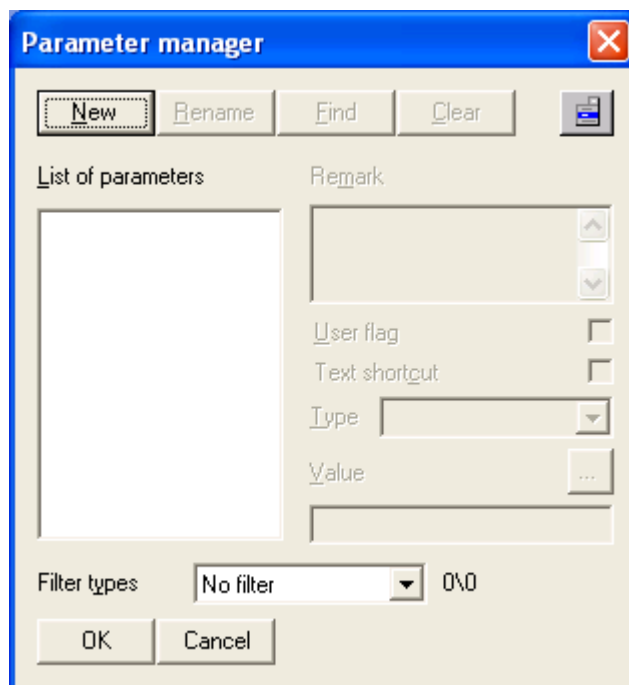 Parameter manager
New Rename Find Clear
List of parameters Remark
User flag
Text shortcut
Type
Value ...
Filter types No filter 0\0
OK Cancel